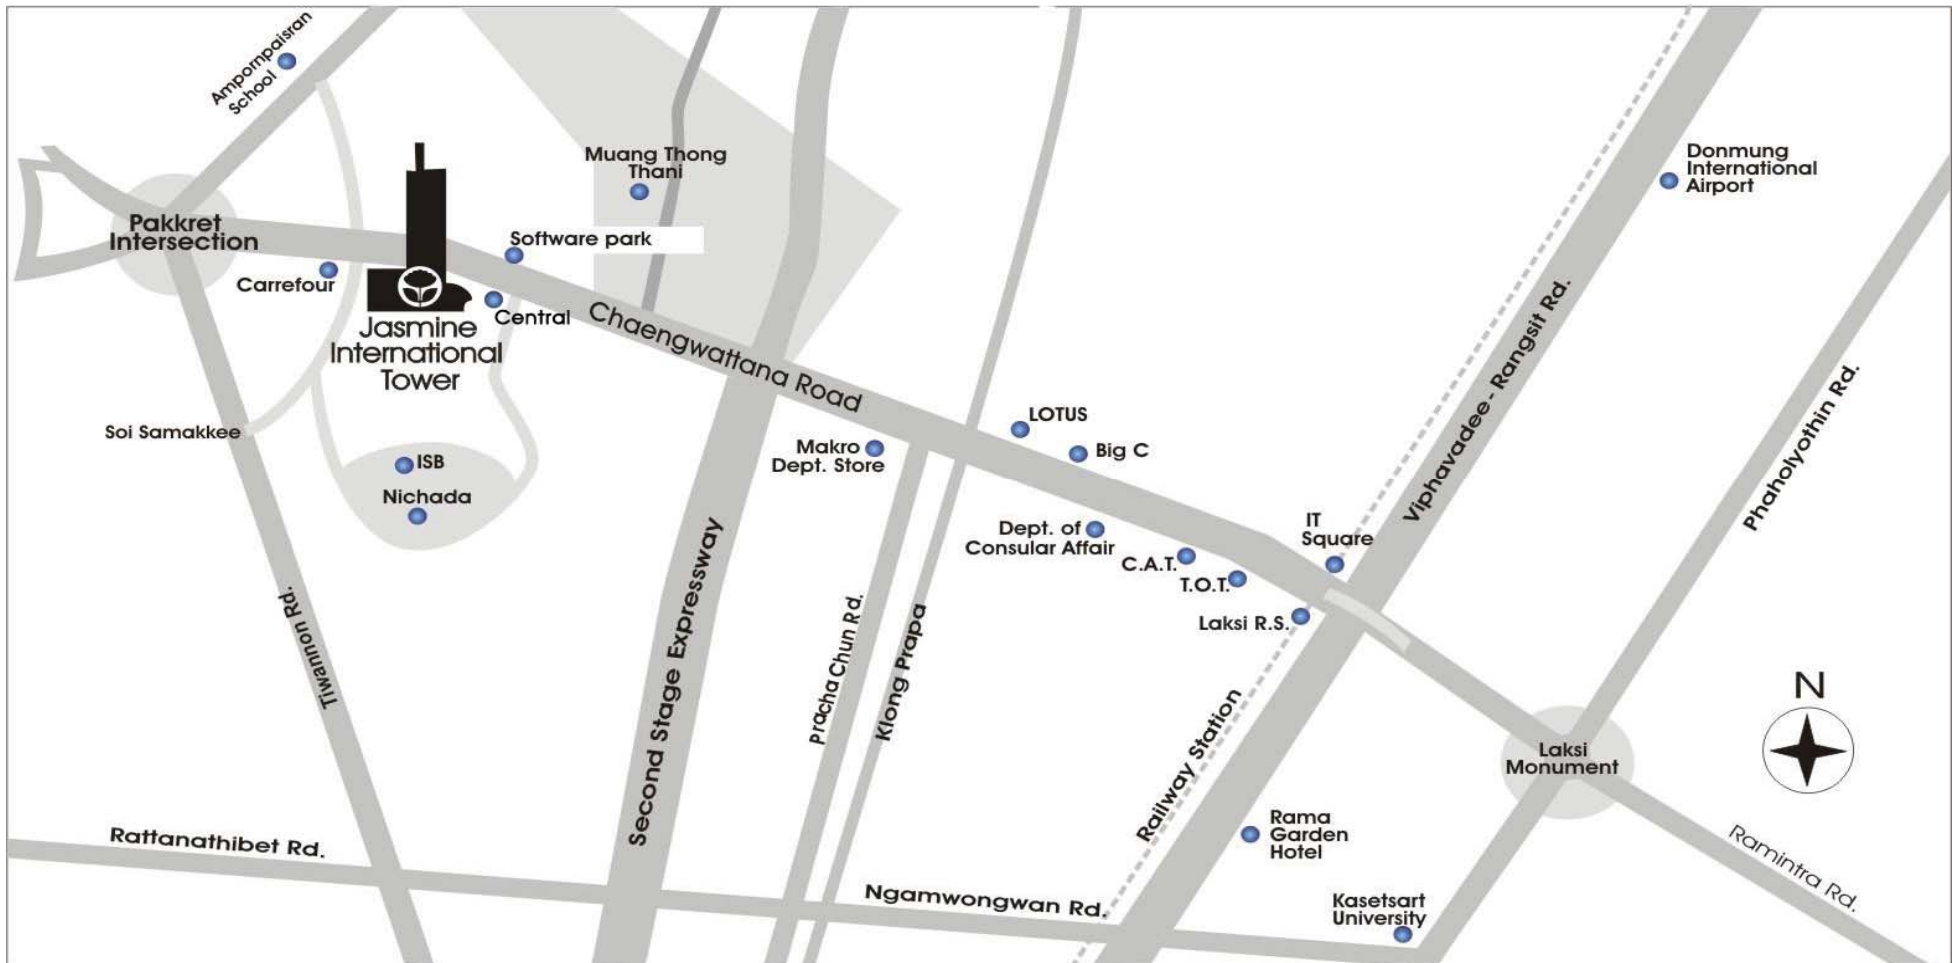 Ampornpaisran
School
Muang Thong
Thani
Donmung
International
Airport
Pakkret
Intersection
Software park
Carrefour
Central
Jasmine
International
Tower
Chaengwattana Road
Viphavadee - Rangsit Rd.
Phaholyothin Rd.
Soi Samakkee
ISB
Nichada
LOTUS
Big C
Makro
Dept. Store
Dept. of
Consular Affair
C.A.T.
T.O.T.
IT
Square
Laksi R.S.
Tiwannon Rd.
Second Stage Expressway
Pracha Chun Rd.
Klong Prapa
Railway Station
N
Laksi
Monument
Rama
Garden
Hotel
Ramintra Rd.
Rattanathibet Rd.
Ngamwongwan Rd.
Kasetsart
University